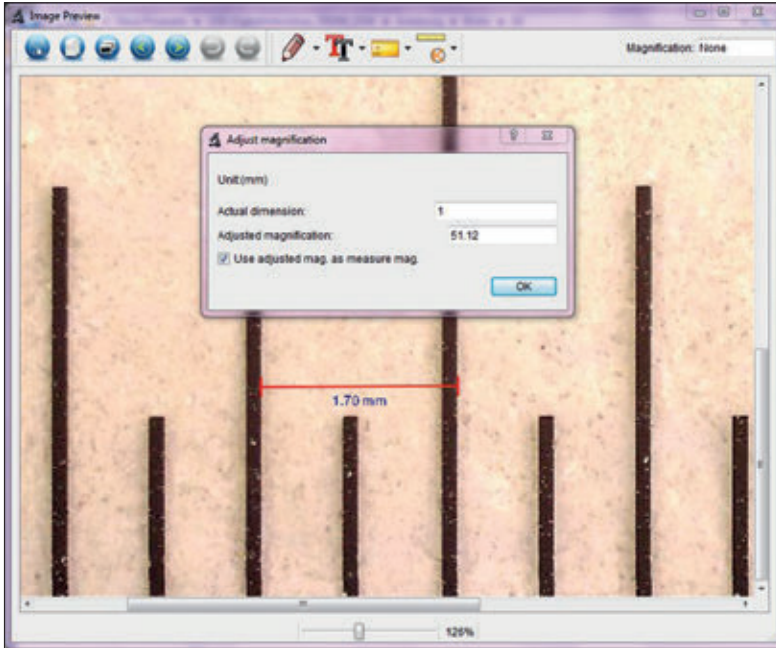 Image Preview
Magnification: None
Adjust magnification
Unit:(mm)
Actual dimension: 1
Adjusted magnification: 51.12
Use adjusted mag. as measure mag.
OK
1.70 mm
126%